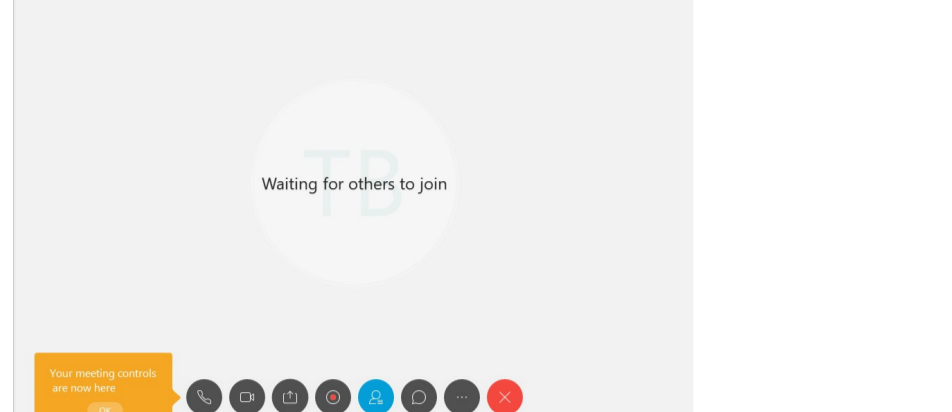 TB
Waiting for others to join
Your meeting controls
are now here
OK